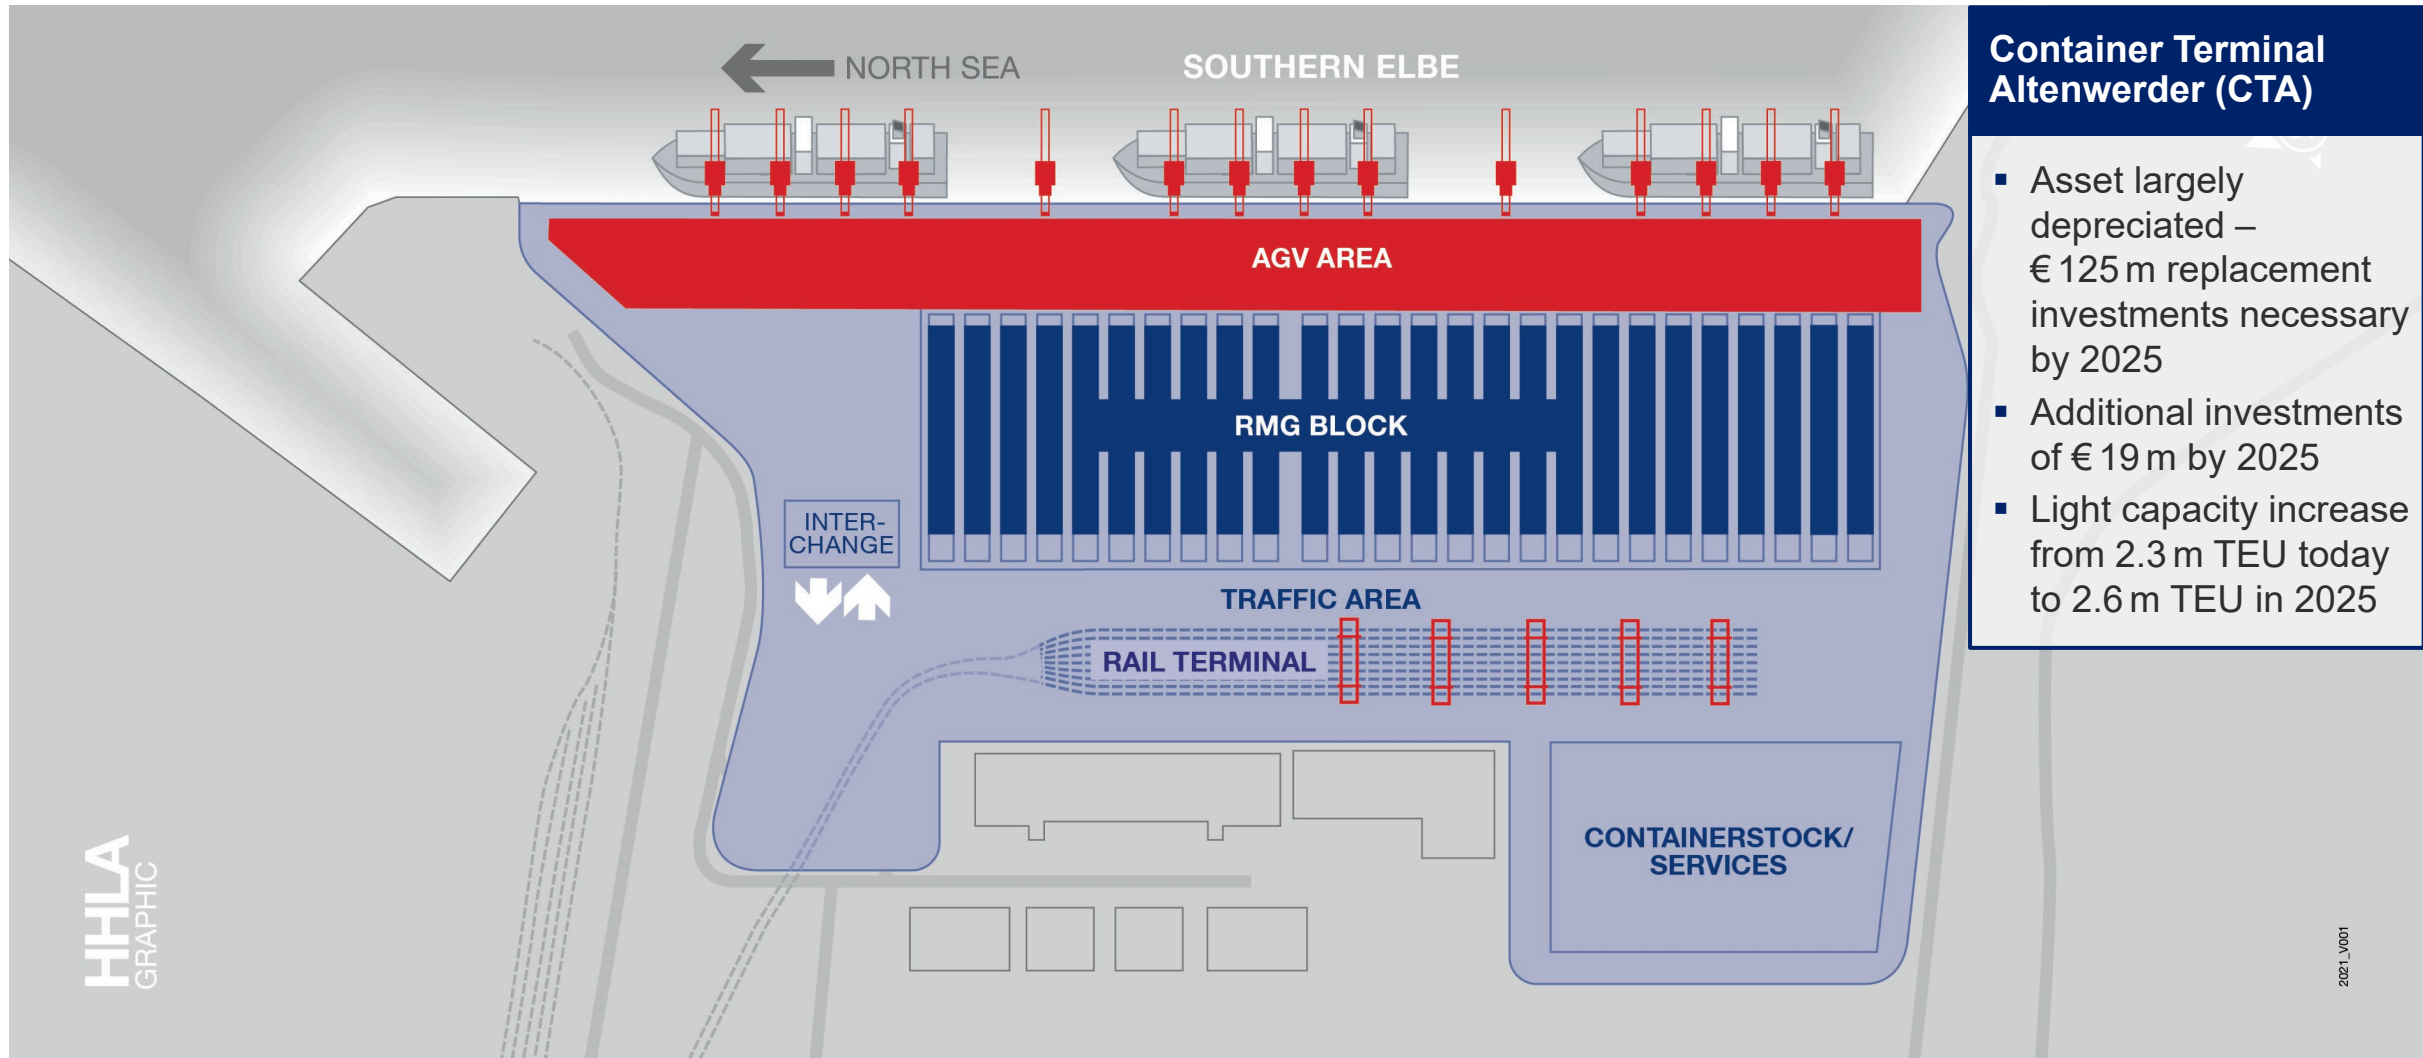 NORTH SEA
SOUTHERN ELBE
Container Terminal
Altenwerder (CTA)
▪ Asset largely
depreciated –
€ 125 m replacement
investments necessary
by 2025
▪ Additional investments
of € 19 m by 2025
▪ Light capacity increase
from 2.3 m TEU today
to 2.6 m TEU in 2025
AGV AREA
RMG BLOCK
INTER-
CHANGE
TRAFFIC AREA
RAIL TERMINAL
CONTAINERSTOCK/
SERVICES
HHLA
GRAPHIC
2021_V001